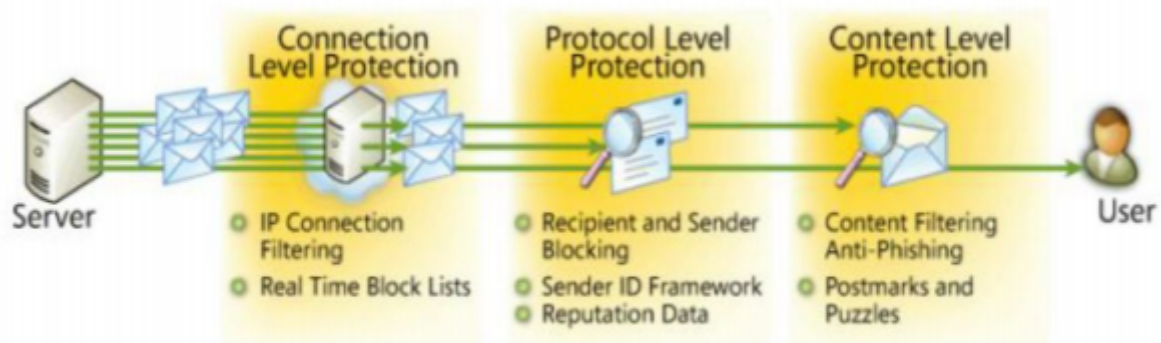 Connection
Level Protection
Protocol Level
Protection
Content Level
Protection
Server
IP Connection
Filtering
Real Time Block Lists
Recipient and Sender
Blocking
Sender ID Framework
Reputation Data
Content Filtering
Anti-Phishing
Postmarks and
Puzzles
User